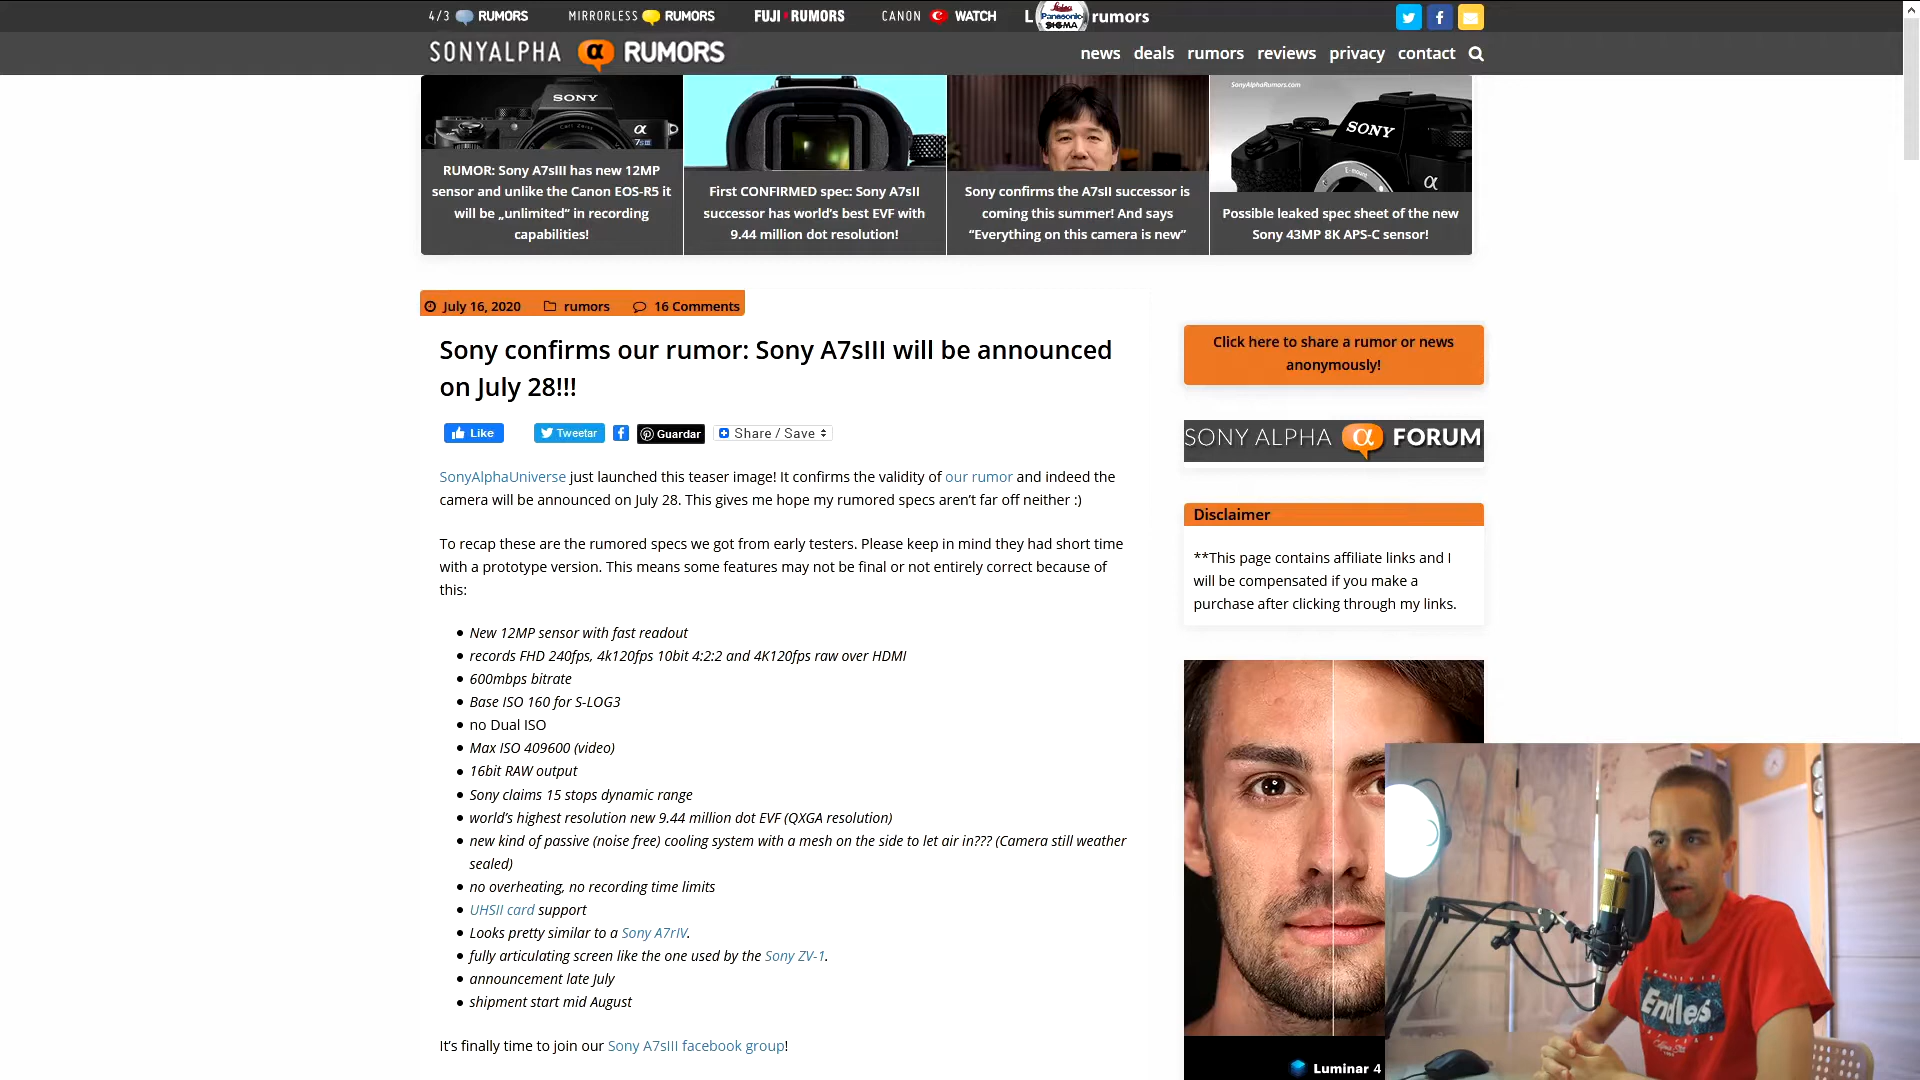 4/3 RUMORS MIRRORLESS RUMORS FUJI RUMORS CANON WATCH L Leica Panasonic SIGMA rumors
SONYALPHA α RUMORS
news deals rumors reviews privacy contact
SONY
α
7SIII
RUMOR: Sony A7sIII has new 12MP
sensor and unlike the Canon EOS-R5 it
will be „unlimited“ in recording
capabilities!
First CONFIRMED spec: Sony A7sII
successor has world’s best EVF with
9.44 million dot resolution!
Sony confirms the A7sII successor is
coming this summer! And says
“Everything on this camera is new”
SonyAlphaRumors.com
SONY
E-mount
α
Possible leaked spec sheet of the new
Sony 43MP 8K APS-C sensor!
July 16, 2020 rumors 16 Comments
Sony confirms our rumor: Sony A7sIII will be announced
on July 28!!!
Like Tweetar Guardar Share / Save
SonyAlphaUniverse just launched this teaser image! It confirms the validity of our rumor and indeed the
camera will be announced on July 28. This gives me hope my rumored specs aren’t far off neither :)
To recap these are the rumored specs we got from early testers. Please keep in mind they had short time
with a prototype version. This means some features may not be final or not entirely correct because of
this:
• New 12MP sensor with fast readout
• records FHD 240fps, 4k120fps 10bit 4:2:2 and 4K120fps raw over HDMI
• 600mbps bitrate
• Base ISO 160 for S-LOG3
• no Dual ISO
• Max ISO 409600 (video)
• 16bit RAW output
• Sony claims 15 stops dynamic range
• world’s highest resolution new 9.44 million dot EVF (QXGA resolution)
• new kind of passive (noise free) cooling system with a mesh on the side to let air in??? (Camera still weather
sealed)
• no overheating, no recording time limits
• UHSII card support
• Looks pretty similar to a Sony A7rIV.
• fully articulating screen like the one used by the Sony ZV-1.
• announcement late July
• shipment start mid August
It’s finally time to join our Sony A7sIII facebook group!
Click here to share a rumor or news
anonymously!
SONY ALPHA α FORUM
Disclaimer
**This page contains affiliate links and I
will be compensated if you make a
purchase after clicking through my links.
Luminar 4
Endless